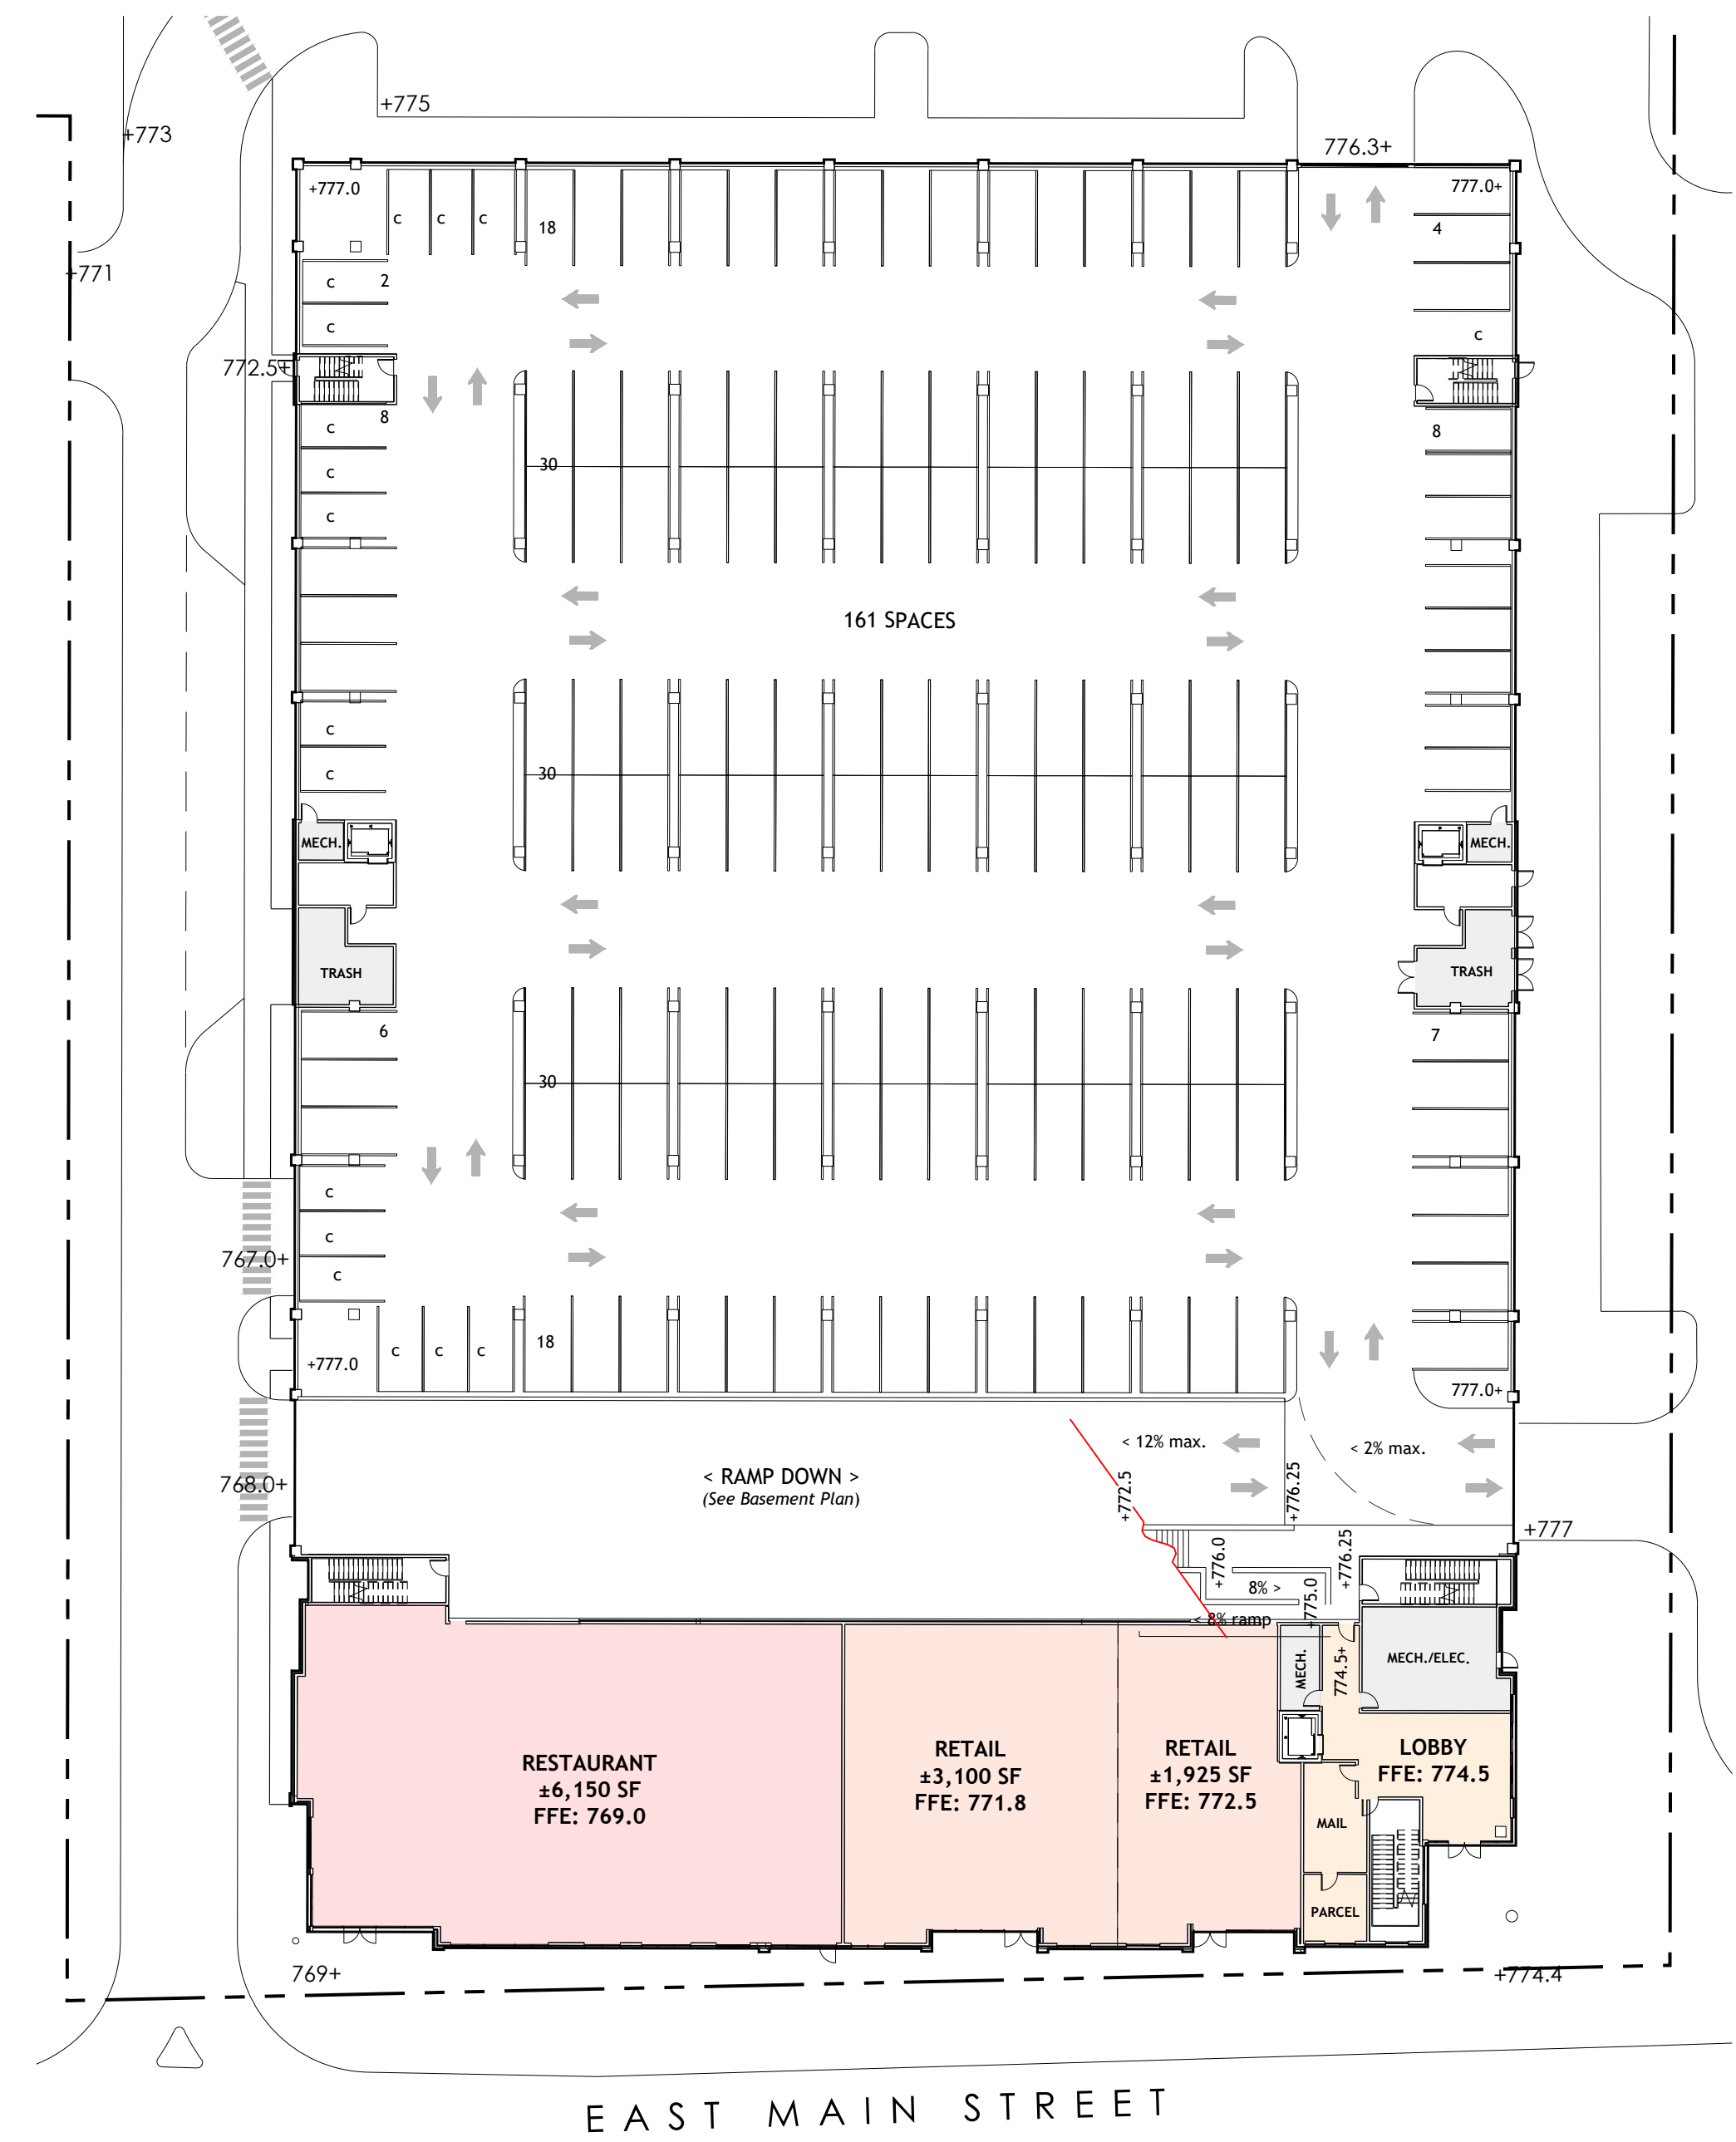 +775
+773
776.3+
+777.0
777.0+
C
C
C
18
4
+771
C
2
C
C
772.5+
8
C
8
C
30
C
161 SPACES
C
30
C
MECH.
MECH.
TRASH
TRASH
6
7
30
C
C
767.0+
C
18
C
C
C
+777.0
777.0+
< 12% max.
< 2% max.
< RAMP DOWN >
(See Basement Plan)
768.0+
+772.5
+776.25
+777
+776.0
+776.25
8% >
+775.0
< 8% ramp
MECH.
774.5+
MECH./ELEC.
RESTAURANT
±6,150 SF
FFE: 769.0
RETAIL
±3,100 SF
FFE: 771.8
RETAIL
±1,925 SF
FFE: 772.5
LOBBY
FFE: 774.5
MAIL
PARCEL
769+
+774.4
EAST MAIN STREET